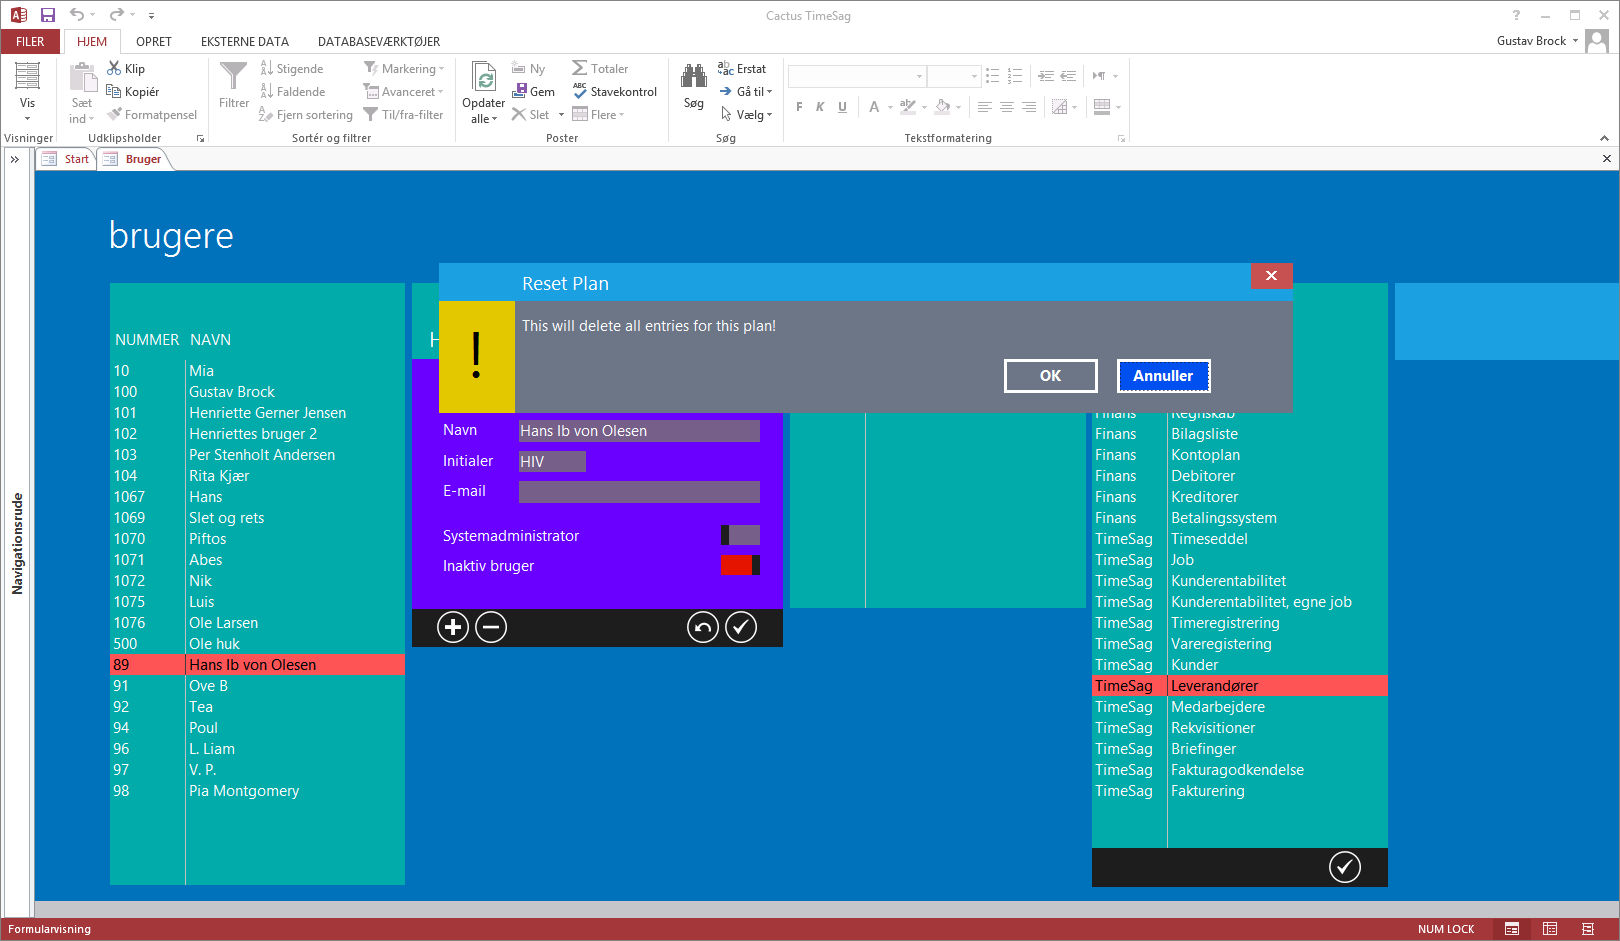 Cactus TimeSag
?
FILER
HJEM
OPRET
EKSTERNE DATA
DATABASEVÆRKTØJER
Gustav Brock
Vis
Visninger
Sæt
ind
Klip
Kopiér
Formatpensel
Udklipsholder
Filtrer
Stigende
Faldende
Fjern sortering
Markering
Avanceret
Til/fra-filter
Sortér og filtrer
Opdater
alle
Ny
Gem
Slet
Totaler
Stavekontrol
Flere
Poster
Søg
Erstat
Gå til
Vælg
Søg
F K U A
Tekstformatering
Start
Bruger
Navigationsrude
brugere
NUMMER NAVN
10 Mia
100 Gustav Brock
101 Henriette Gerner Jensen
102 Henriettes bruger 2
103 Per Stenholt Andersen
104 Rita Kjær
1067 Hans
1069 Slet og rets
1070 Piftos
1071 Abes
1072 Nik
1075 Luis
1076 Ole Larsen
500 Ole huk
89 Hans Ib von Olesen
91 Ove B
92 Tea
94 Poul
96 L. Liam
97 V. P.
98 Pia Montgomery
Reset Plan
!
This will delete all entries for this plan!
OK
Annuller
Navn Hans Ib von Olesen
Initialer HIV
E-mail
Systemadministrator
Inaktiv bruger
Finans Regnskab
Finans Bilagsliste
Finans Kontoplan
Finans Debitorer
Finans Kreditorer
Finans Betalingssystem
TimeSag Timeseddel
TimeSag Job
TimeSag Kunderentabilitet
TimeSag Kunderentabilitet, egne job
TimeSag Timeregistrering
TimeSag Vareregistering
TimeSag Kunder
TimeSag Leverandører
TimeSag Medarbejdere
TimeSag Rekvisitioner
TimeSag Briefinger
TimeSag Fakturagodkendelse
TimeSag Fakturering
Formularvisning
NUM LOCK